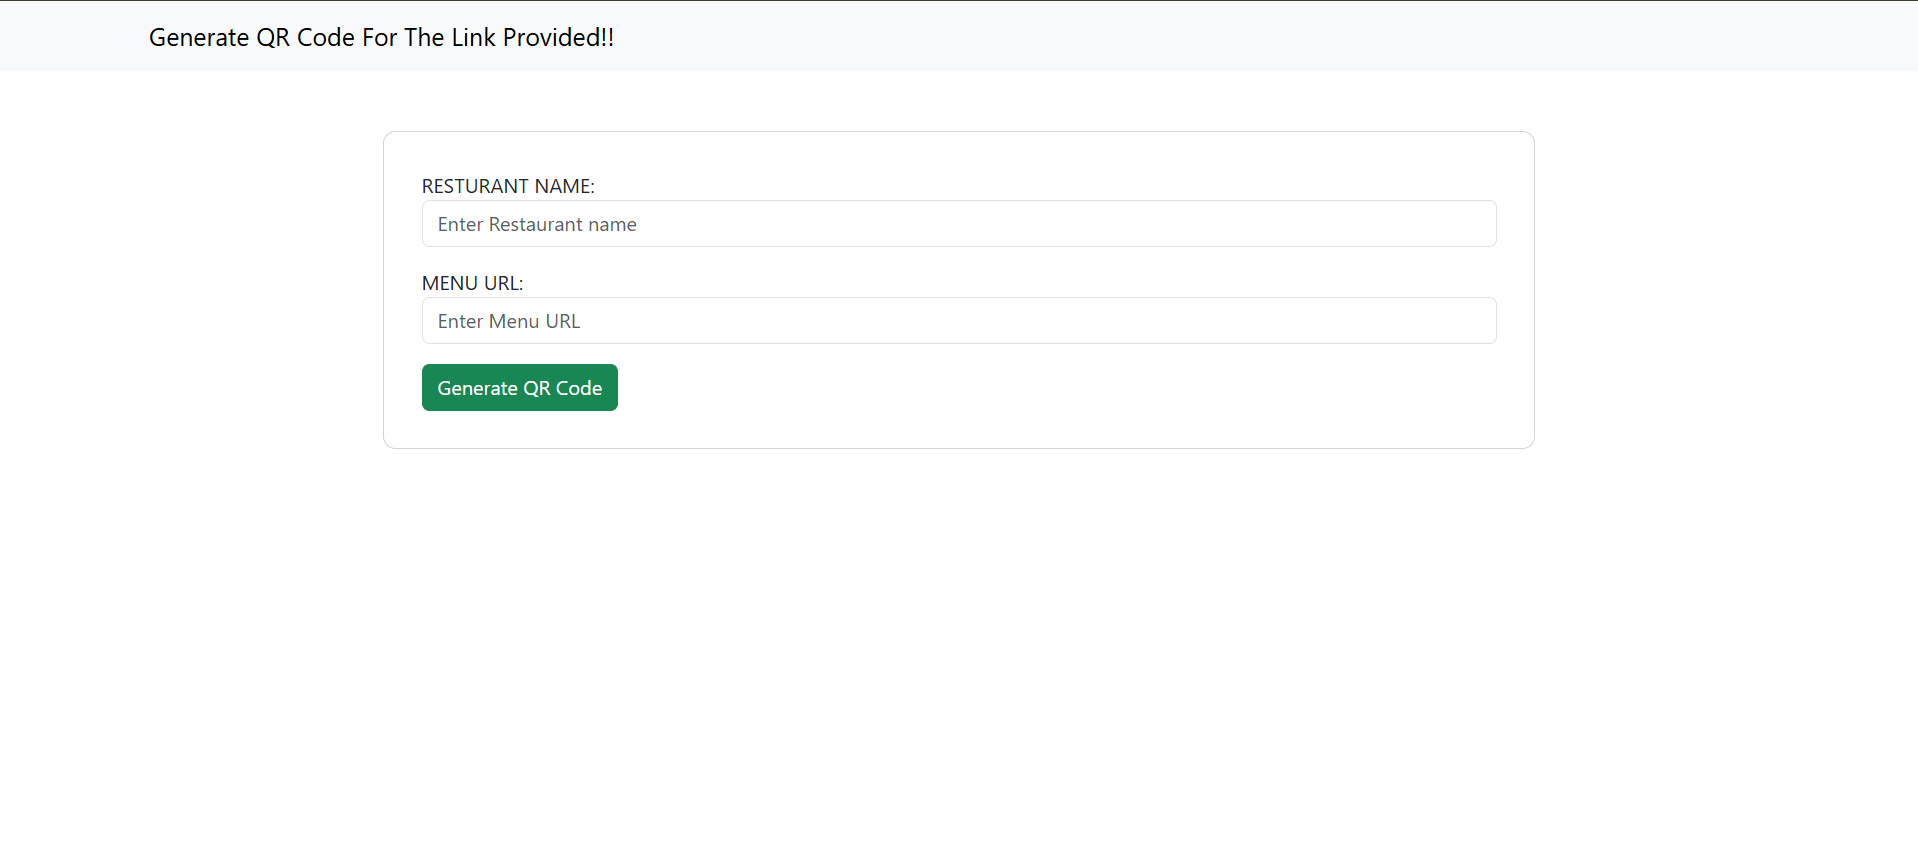 Generate QR Code For The Link Provided!!
RESTURANT NAME:
Enter Restaurant name
MENU URL:
Enter Menu URL
Generate QR Code